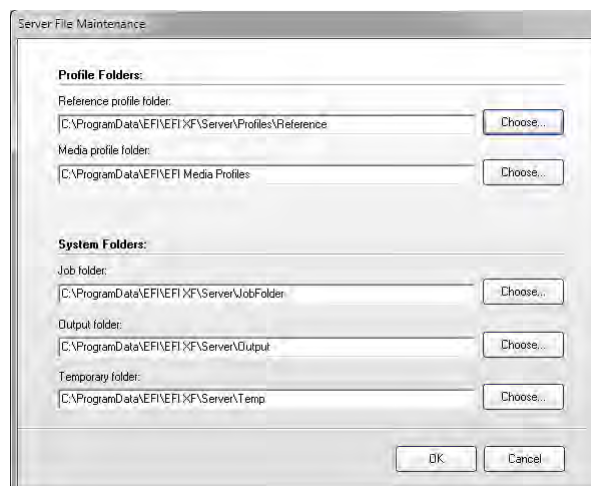 Server File Maintenance
Profile Folders:
Reference profile folder:
C:\ProgramData\EFI\EFI XF\Server\Profiles\Reference
Choose...
Media profile folder:
C:\ProgramData\EFI\EFI Media Profiles
Choose...
System Folders:
Job folder:
C:\ProgramData\EFI\EFI XF\Server\JobFolder
Choose...
Output folder:
C:\ProgramData\EFI\EFI XF\Server\Output
Choose...
Temporary folder:
C:\ProgramData\EFI\EFI XF\Server\Temp
Choose...
OK
Cancel